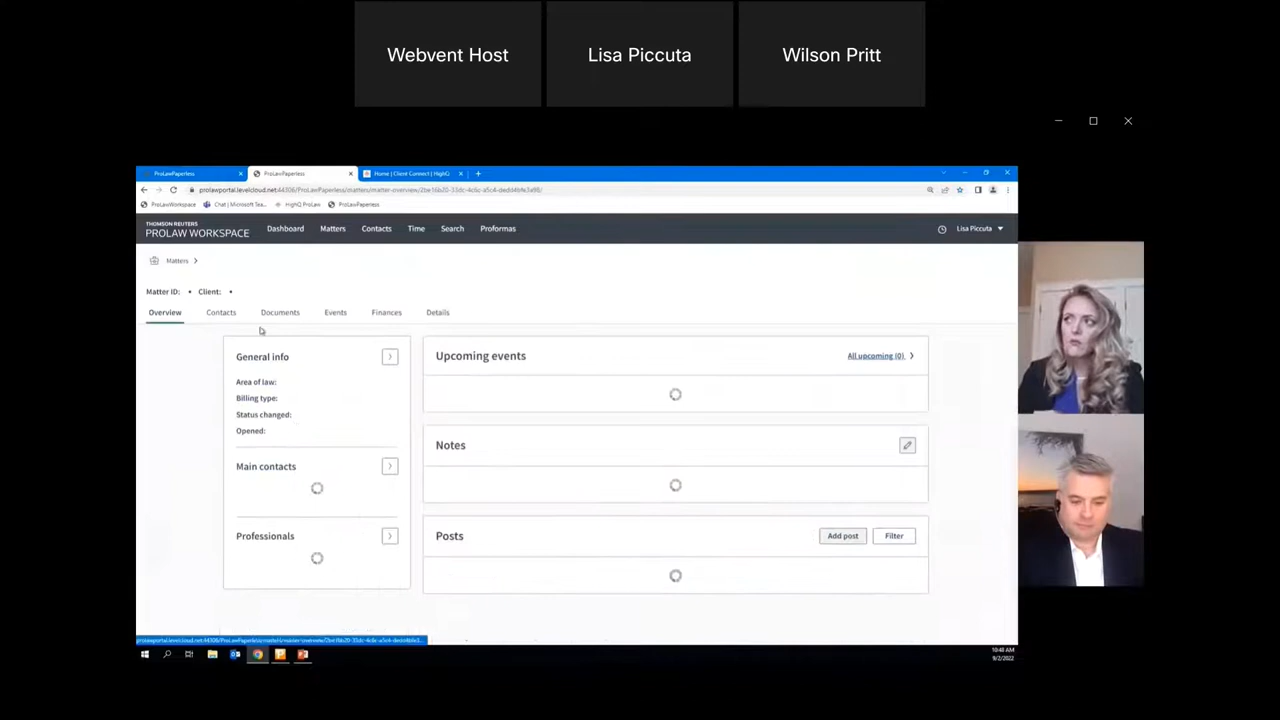 Webvent Host
Lisa Piccuta
Wilson Pritt
ProLawPaperless
ProLawPaperless
Home | Client Connect | HighQ
ProLawWorkspace
Chat | Microsoft Tea...
HighQ ProLaw
ProLawPaperless
THOMSON REUTERS
PROLAW WORKSPACE
Dashboard
Matters
Contacts
Time
Search
Proformas
Lisa Piccuta
Matters
Matter ID: • Client: •
Overview
Contacts
Documents
Events
Finances
Details
General info
Area of law:
Billing type:
Status changed:
Opened:
Main contacts
Professionals
Upcoming events
All upcoming (0)
Notes
Posts
Add post
Filter
10:48 AM
9/2/2022